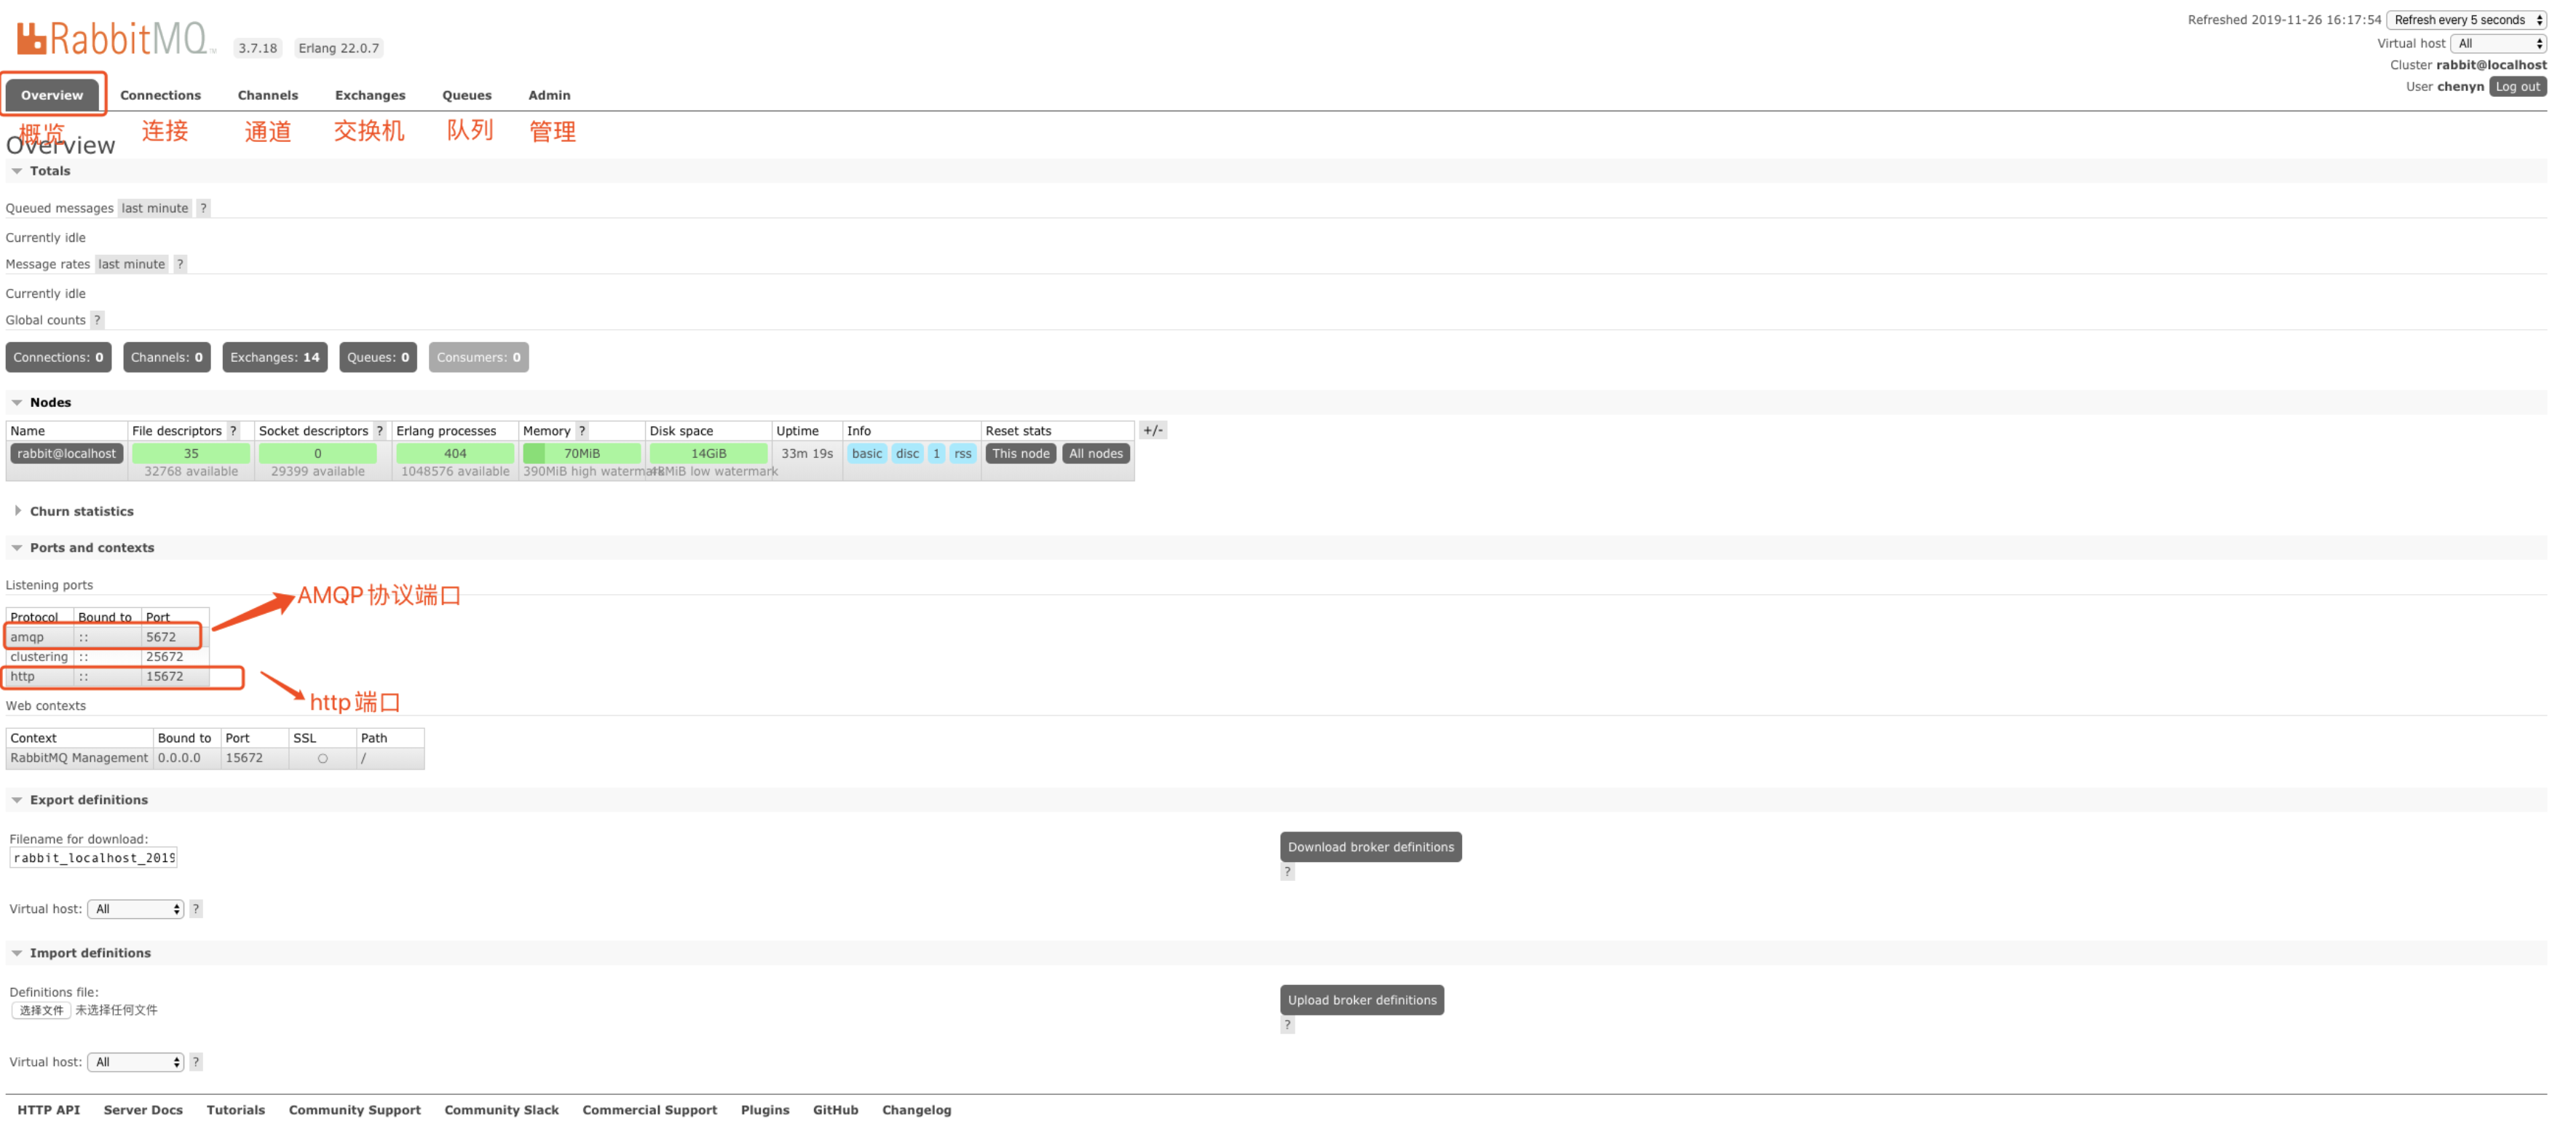 RabbitMQ™ 3.7.18 Erlang 22.0.7
Refreshed 2019-11-26 16:17:54 Refresh every 5 seconds
Virtual host All
Cluster rabbit@localhost
User chenyn Log out
Overview Connections Channels Exchanges Queues Admin
概览 连接 通道 交换机 队列 管理
Overview
Totals
Queued messages last minute ?
Currently idle
Message rates last minute ?
Currently idle
Global counts ?
Connections: 0 Channels: 0 Exchanges: 14 Queues: 0 Consumers: 0
Nodes
Name File descriptors ? Socket descriptors ? Erlang processes Memory ? Disk space Uptime Info Reset stats +/-
rabbit@localhost 35 0 404 70MiB 14GiB 33m 19s basic disc 1 rss This node All nodes
32768 available 29399 available 1048576 available 390MiB high watermark 48MiB low watermark
Churn statistics
Ports and contexts
Listening ports
AMQP协议端口
Protocol Bound to Port
amqp :: 5672
clustering :: 25672
http :: 15672
http端口
Web contexts
Context Bound to Port SSL Path
RabbitMQ Management 0.0.0.0 15672 ○ /
Export definitions
Filename for download:
rabbit_localhost_2019
Download broker definitions
?
Virtual host: All ?
Import definitions
Definitions file:
选择文件 未选择任何文件
Upload broker definitions
?
Virtual host: All ?
HTTP API Server Docs Tutorials Community Support Community Slack Commercial Support Plugins GitHub Changelog